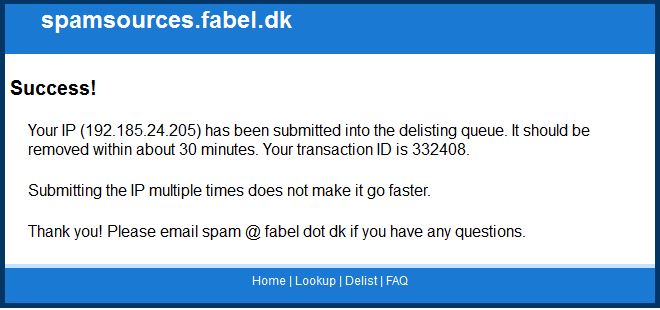 spamsources.fabel.dk
Success!
Your IP (192.185.24.205) has been submitted into the delisting queue. It should be
removed within about 30 minutes. Your transaction ID is 332408.
Submitting the IP multiple times does not make it go faster.
Thank you! Please email spam @ fabel dot dk if you have any questions.
Home | Lookup | Delist | FAQ